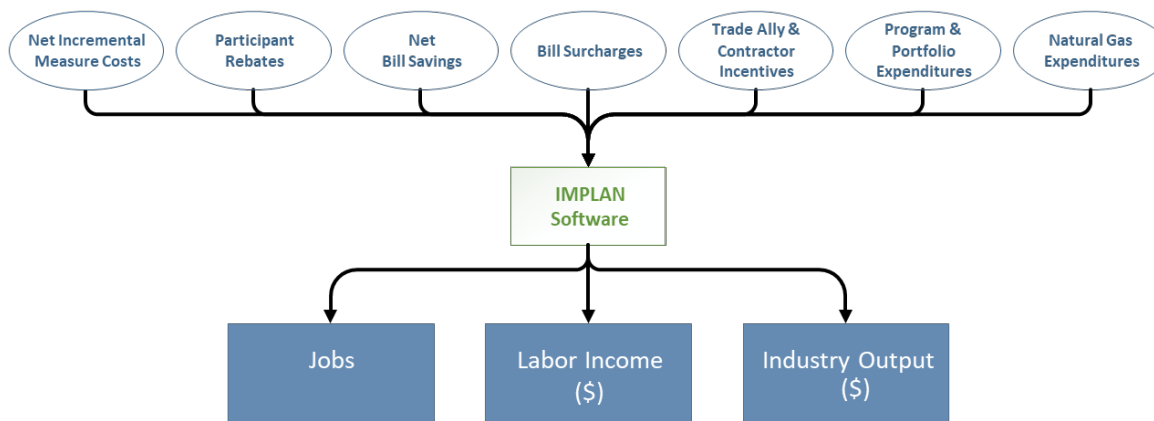 Net Incremental
Measure Costs
Participant
Rebates
Net
Bill Savings
Bill Surcharges
Trade Ally &
Contractor
Incentives
Program &
Portfolio
Expenditures
Natural Gas
Expenditures
IMPLAN
Software
Jobs
Labor Income
($)
Industry Output
($)